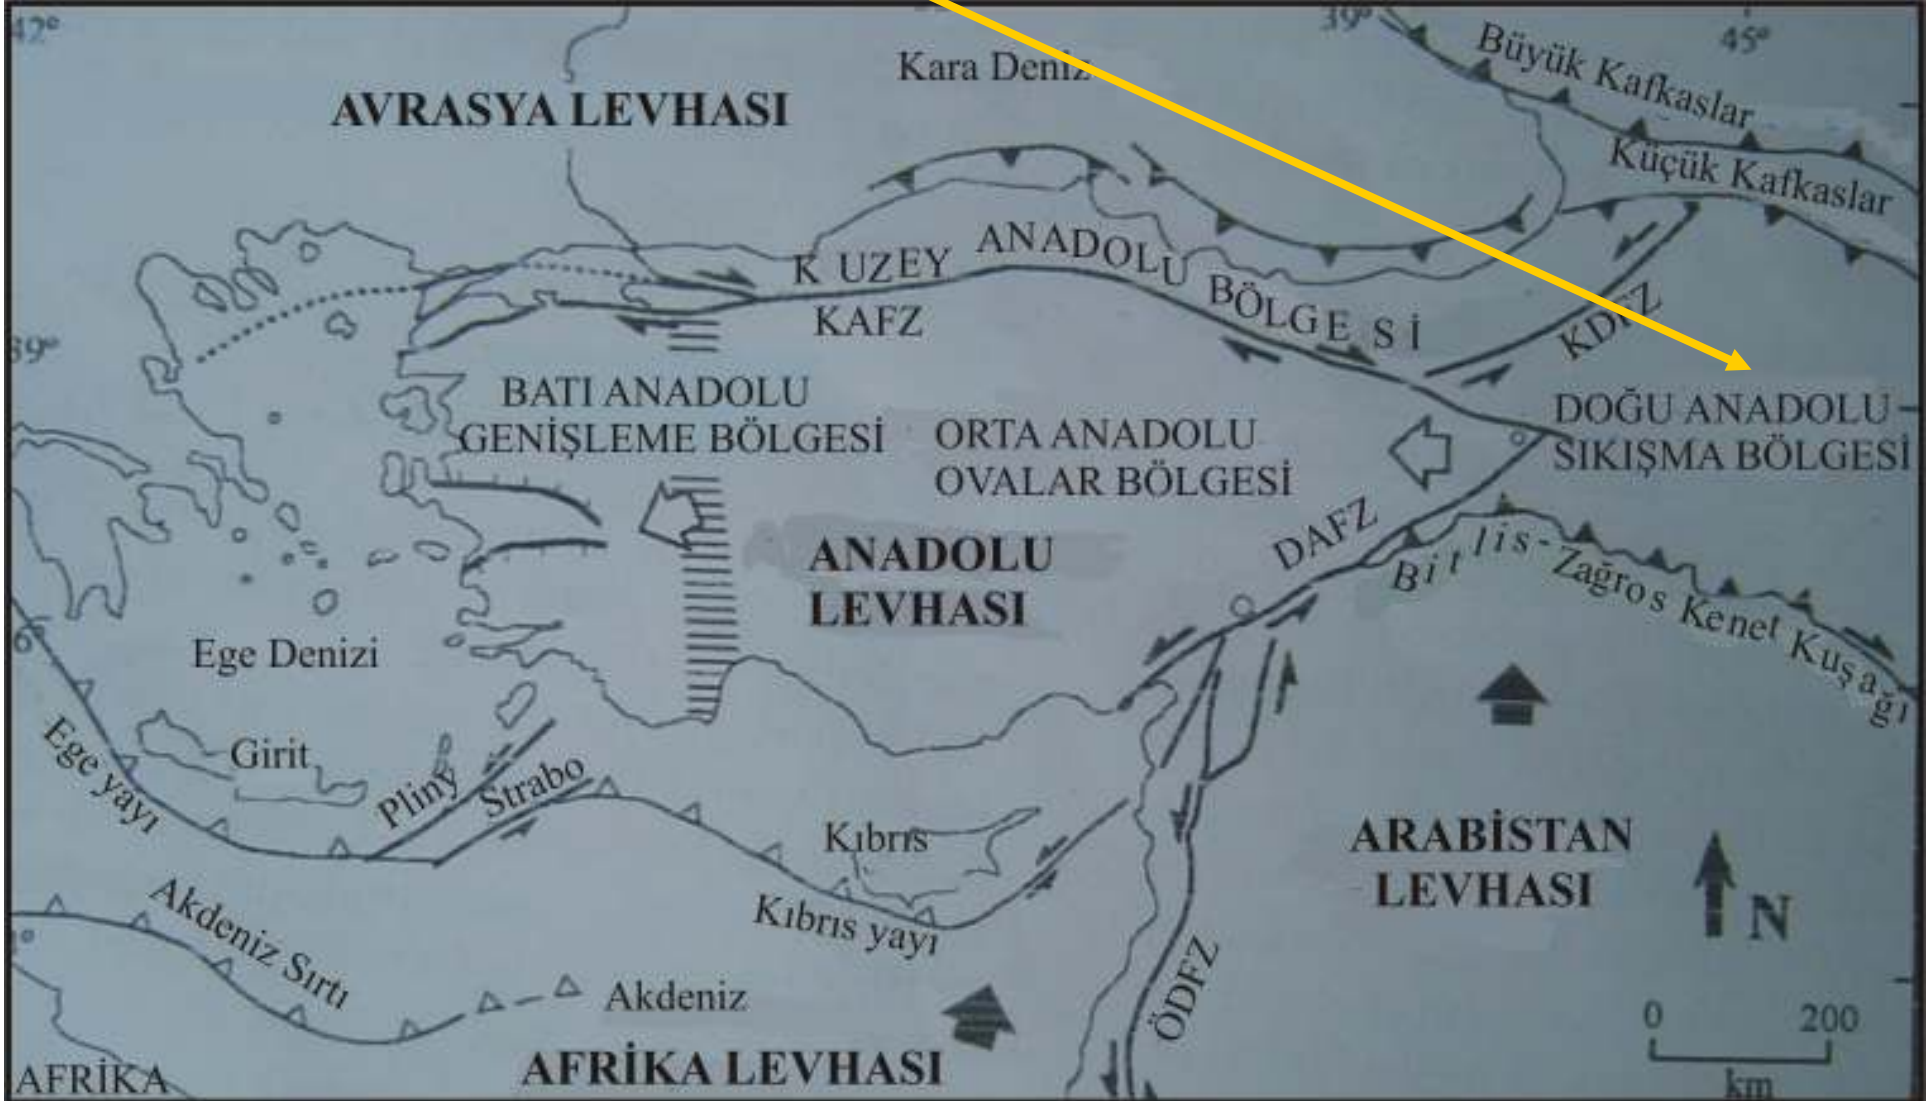 42°
39°
45°
Kara Deniz
Büyük Kafkaslar
AVRASYA LEVHASI
Küçük Kafkaslar
KUZEY ANADOLU BÖLGESİ
KAFZ
KDFZ
39°
BATI ANADOLU
GENİŞLEME BÖLGESİ
ORTA ANADOLU
OVALAR BÖLGESİ
DOĞU ANADOLU
SIKIŞMA BÖLGESİ
DAFZ
Bitlis-Zağros Kenet Kuşağı
ANADOLU
LEVHASI
Ege Denizi
Ege yayı
Girit
Pliny
Strabo
Kıbrıs
Kıbrıs yayı
ARABİSTAN
LEVHASI
N
Akdeniz Sırtı
Akdeniz
ÖDFZ
0 200
km
AFRİKA
AFRİKA LEVHASI